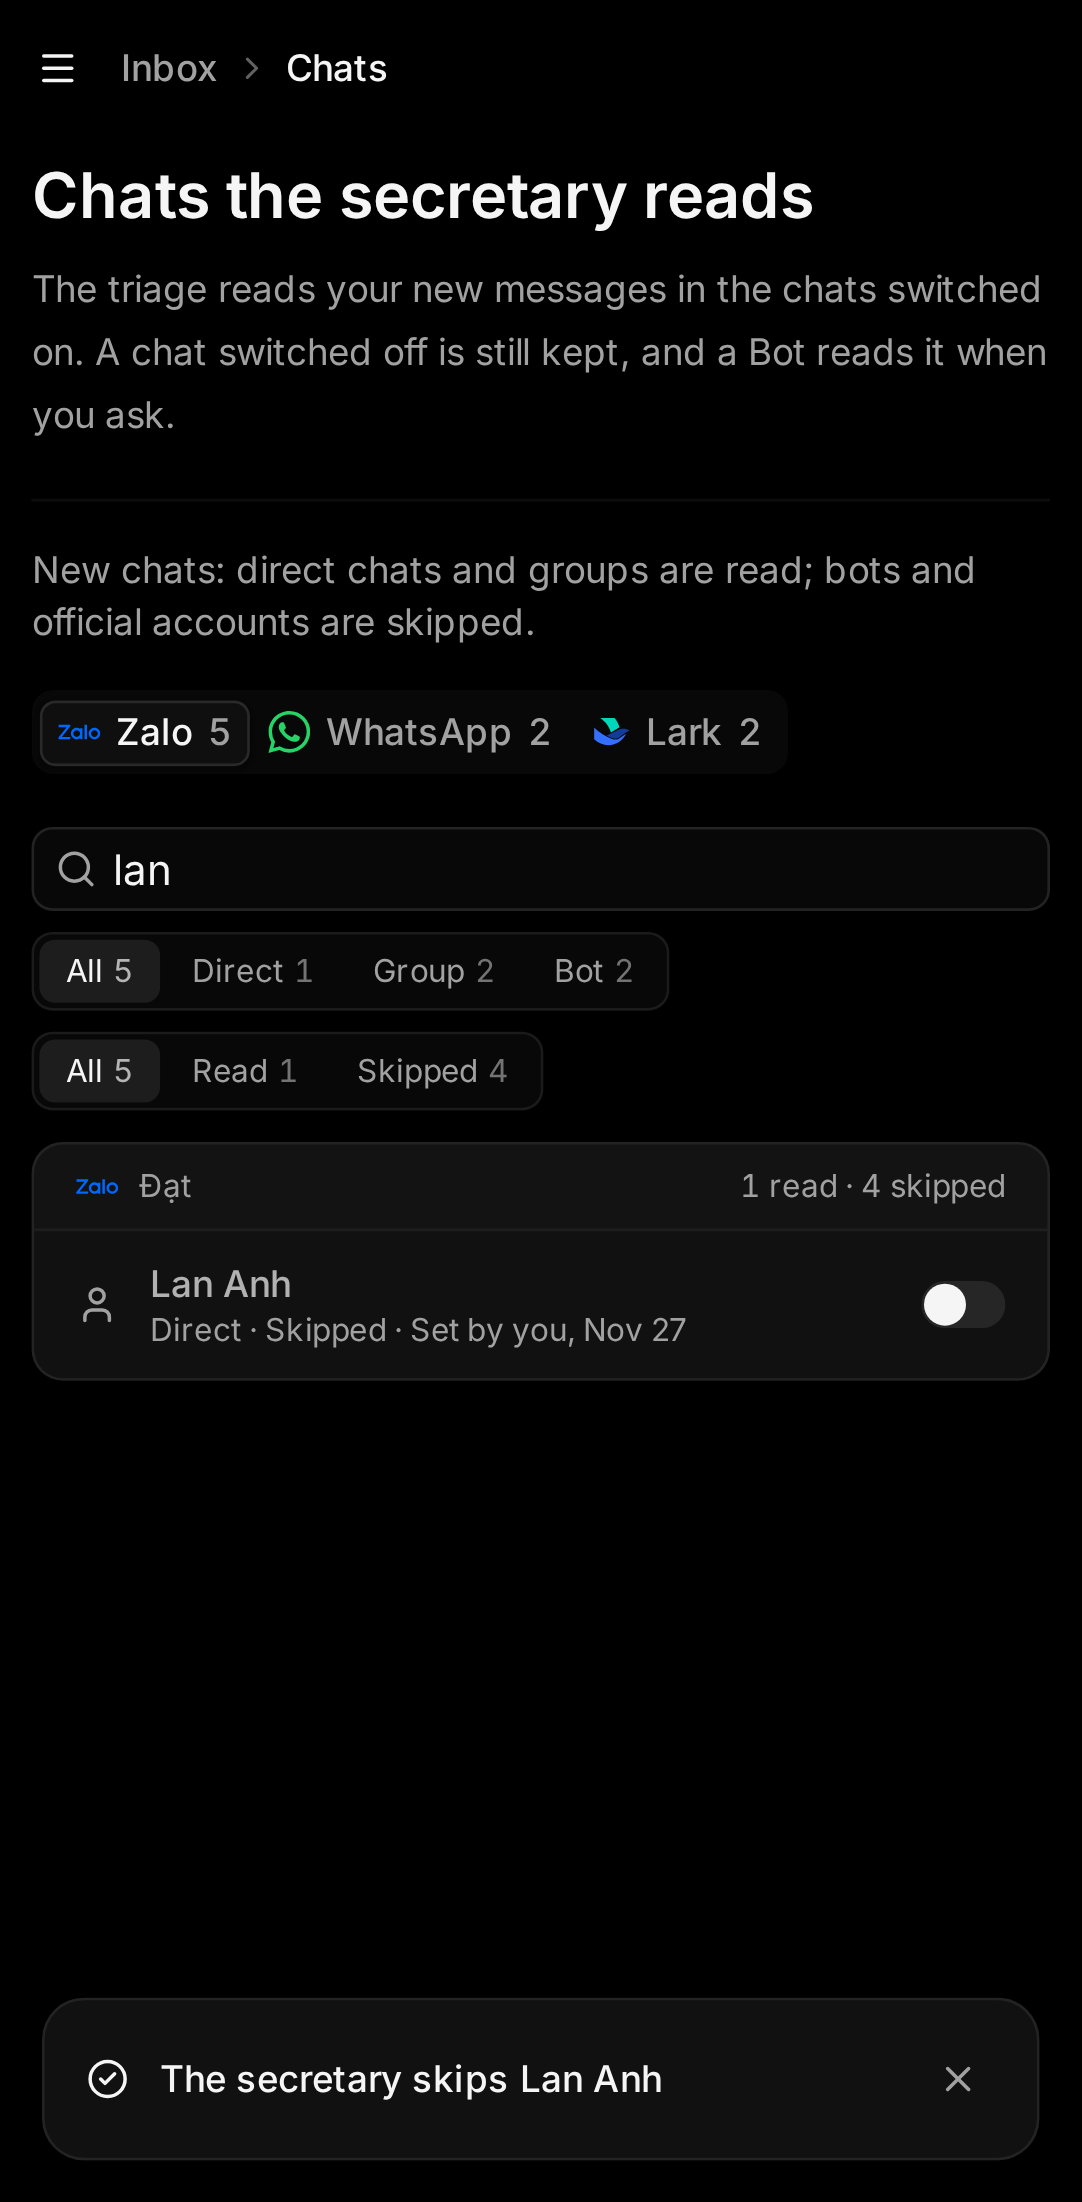 Inbox > Chats
Chats the secretary reads
The triage reads your new messages in the chats switched
on. A chat switched off is still kept, and a Bot reads it when
you ask.
New chats: direct chats and groups are read; bots and
official accounts are skipped.
Zalo Zalo 5 WhatsApp 2 Lark 2
lan
All 5 Direct 1 Group 2 Bot 2
All 5 Read 1 Skipped 4
Zalo Đạt 1 read · 4 skipped
Lan Anh
Direct · Skipped · Set by you, Nov 27
The secretary skips Lan Anh